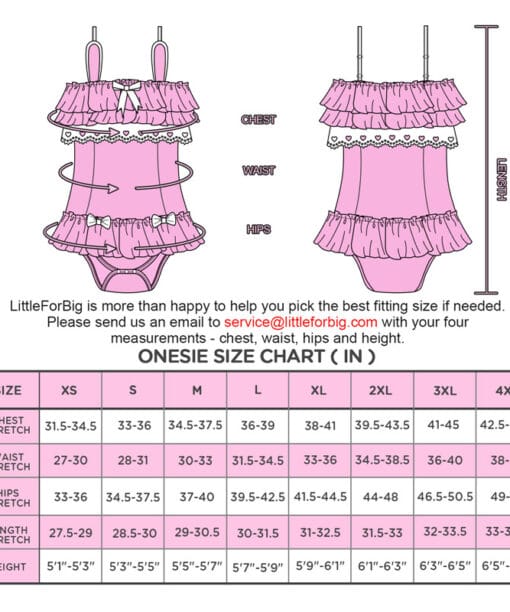 CHEST
WAIST
HIPS
LENGTH
LittleForBig is more than happy to help you pick the best fitting size if needed.
Please send us an email to service@littleforbig.com with your four
measurements - chest, waist, hips and height.
ONESIE SIZE CHART ( IN )
SIZE XS S M L XL 2XL 3XL 4X
HEST
RETCH 31.5-34.5 33-36 34.5-37.5 36-39 38-41 39.5-43.5 41-45 42.5-
AIST
RETCH 27-30 28-31 30-33 31.5-34.5 33-36 34.5-38.5 36-40 38-
HIPS
RETCH 33-36 34.5-37.5 37-40 39.5-42.5 41.5-44.5 44-48 46.5-50.5 49-
NGTH
RETCH 27.5-29 28.5-30 29-30.5 30-31.5 31-32.5 31.5-33 32-33.5 33-3
EIGHT 5'1"-5'3" 5'3"-5'5" 5'5"-5'7" 5'7"-5'9" 5'9"-6'1" 6'1"-6'3" 6'3"-6'5" 6'5"-